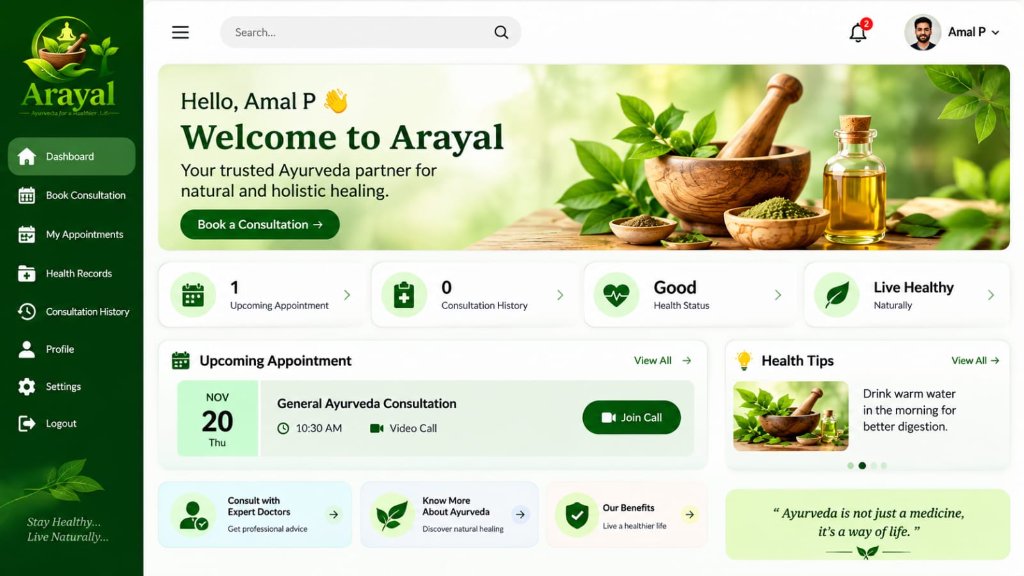 Arayal
Ayurveda for a Healthier. Life
Dashboard
Book Consultation
My Appointments
Health Records
Consultation History
Profile
Settings
Logout
Stay Healthy...
Live Naturally...
Search...
2
Amal P
Hello, Amal P 👋
Welcome to Arayal
Your trusted Ayurveda partner for
natural and holistic healing.
Book a Consultation →
1
Upcoming Appointment
0
Consultation History
Good
Health Status
Live Healthy
Naturally
Upcoming Appointment
View All →
NOV
20
Thu
General Ayurveda Consultation
10:30 AM
Video Call
Join Call
Health Tips
View All →
Drink warm water
in the morning for
better digestion.
Consult with
Expert Doctors
Get professional advice
Know More
About Ayurveda
Discover natural healing
Our Benefits
Live a healthier life
“ Ayurveda is not just a medicine,
it's a way of life. ”